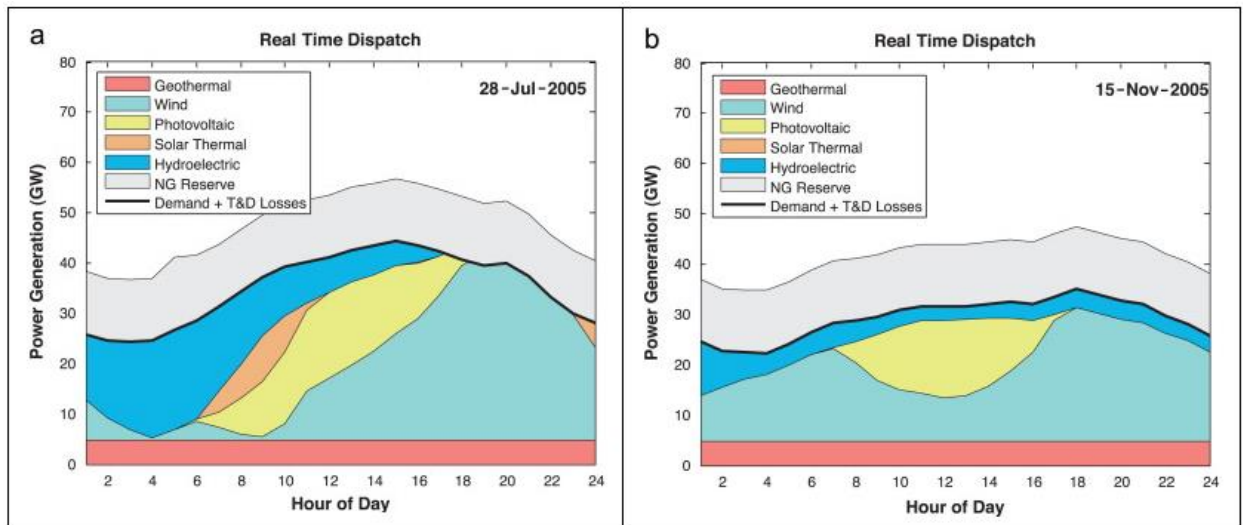 a
Real Time Dispatch
28-Jul-2005
Geothermal
Wind
Photovoltaic
Solar Thermal
Hydroelectric
NG Reserve
Demand + T&D Losses
Power Generation (GW)
80
70
60
50
40
30
20
10
0
2 4 6 8 10 12 14 16 18 20 22 24
Hour of Day
b
Real Time Dispatch
15-Nov-2005
Geothermal
Wind
Photovoltaic
Solar Thermal
Hydroelectric
NG Reserve
Demand + T&D Losses
Power Generation (GW)
80
70
60
50
40
30
20
10
0
2 4 6 8 10 12 14 16 18 20 22 24
Hour of Day